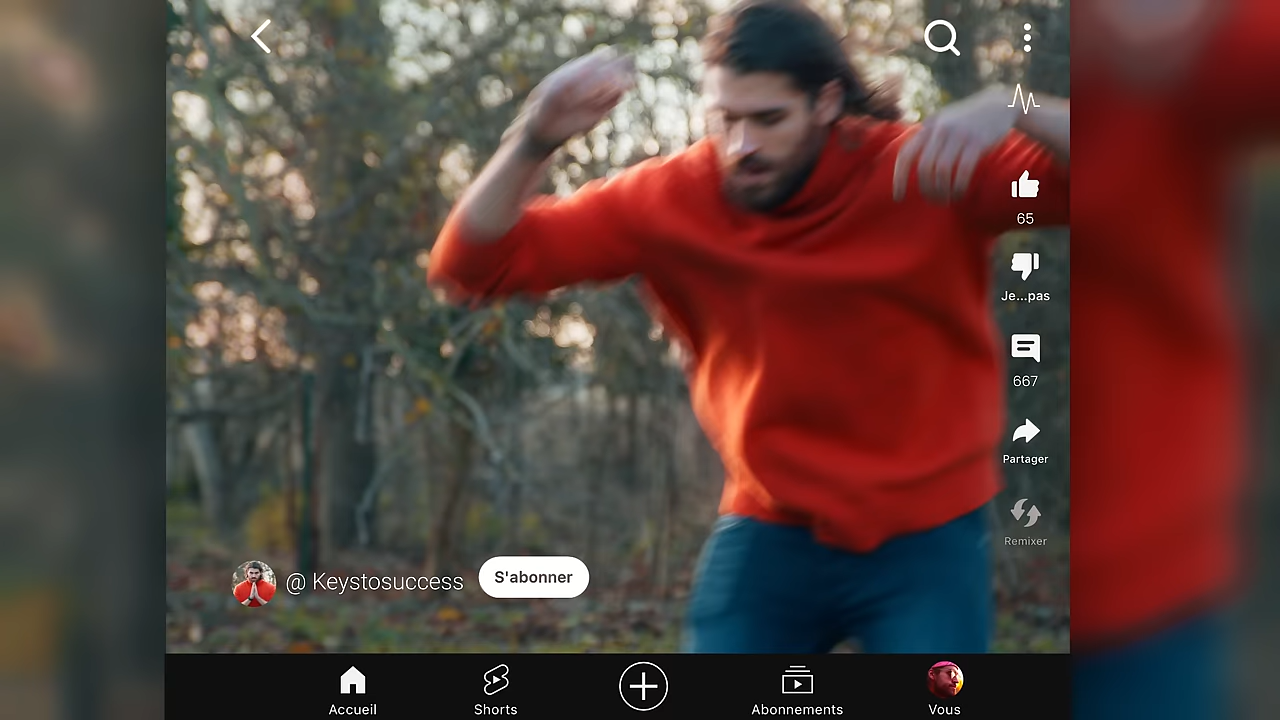 65
Je...pas
667
Partager
Remixer
@ Keystosuccess
S'abonner
Accueil
Shorts
Abonnements
Vous